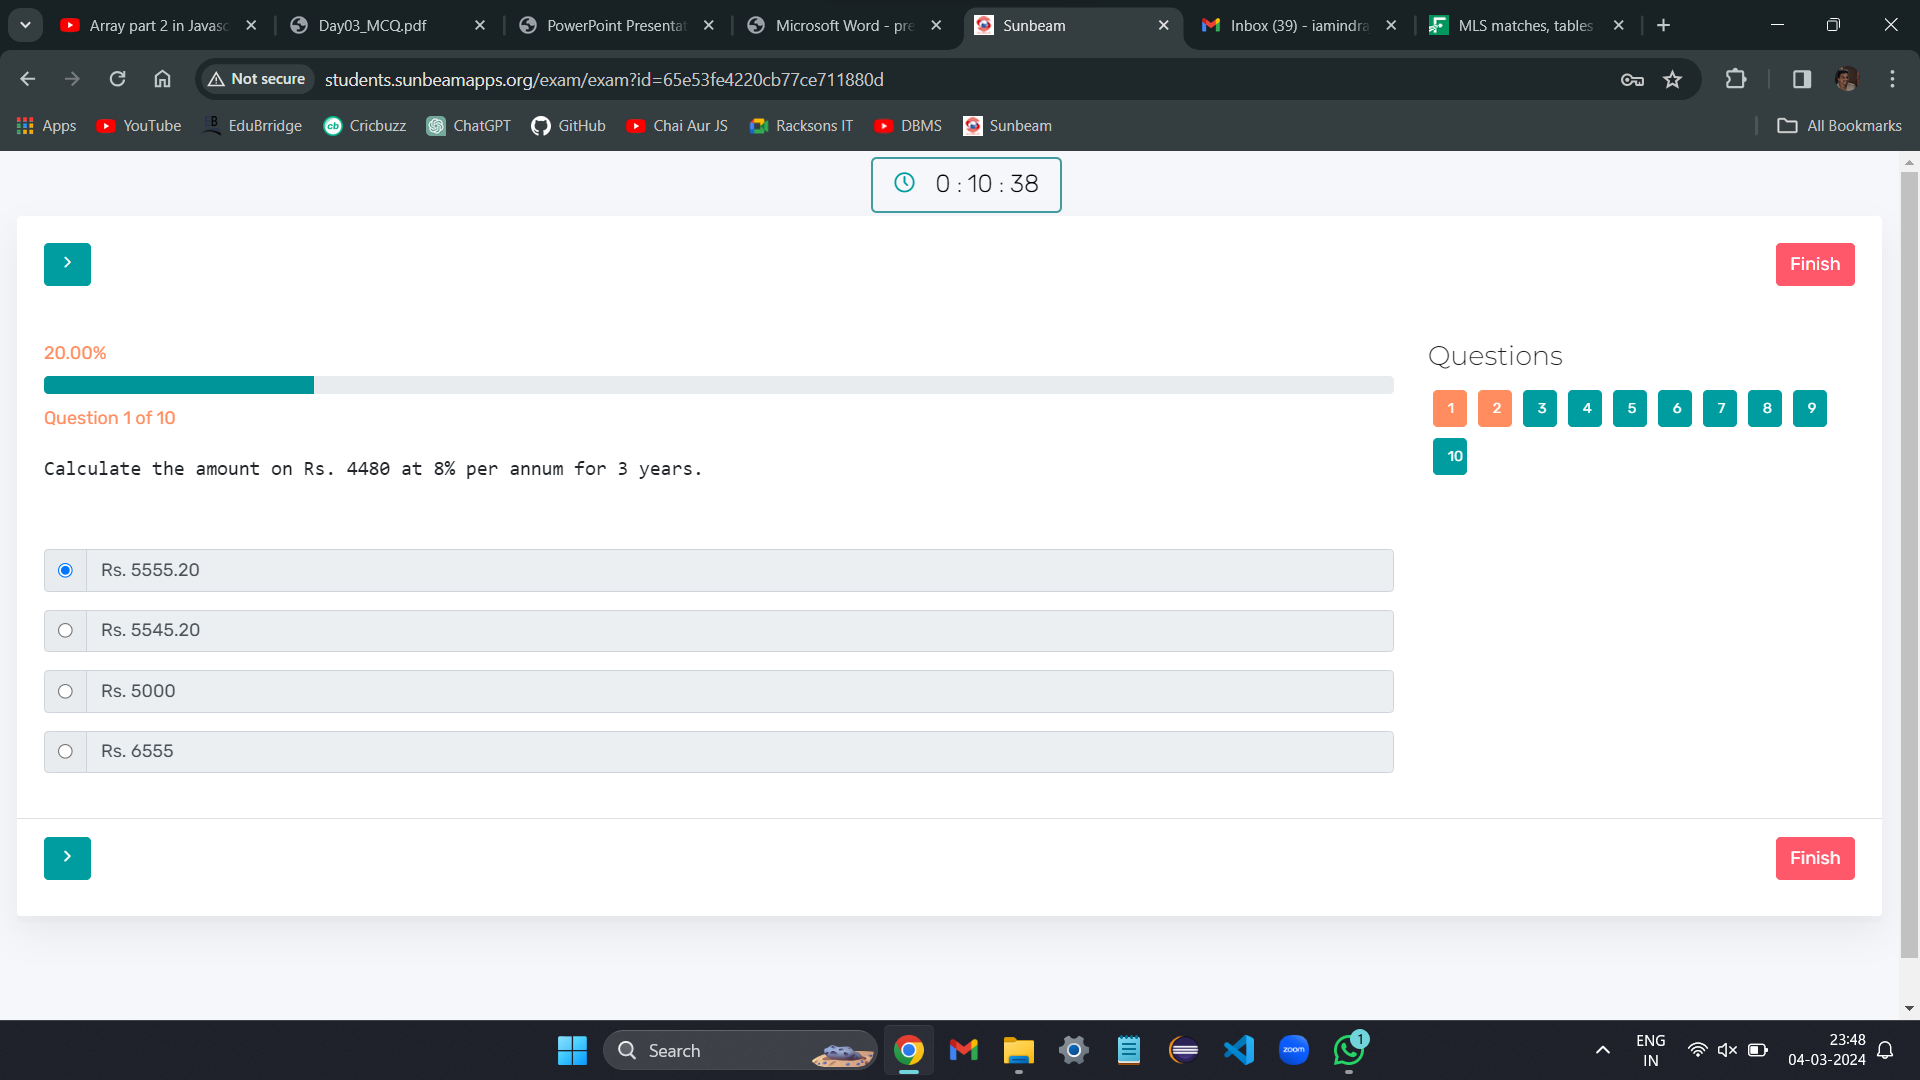 Array part 2 in Javasc
Day03_MCQ.pdf
PowerPoint Presentat
Microsoft Word - pre
Sunbeam
Inbox (39) - iamindra
MLS matches, tables
Not secure
students.sunbeamapps.org/exam/exam?id=65e53fe4220cb77ce711880d
Apps
YouTube
EduBrridge
Cricbuzz
ChatGPT
GitHub
Chai Aur JS
Racksons IT
DBMS
Sunbeam
All Bookmarks
0 : 10 : 38
Finish
20.00%
Question 1 of 10
Calculate the amount on Rs. 4480 at 8% per annum for 3 years.
Rs. 5555.20
Rs. 5545.20
Rs. 5000
Rs. 6555
Questions
1 2 3 4 5 6 7 8 9
10
Finish
Search
zoom
1
ENG
IN
23:48
04-03-2024